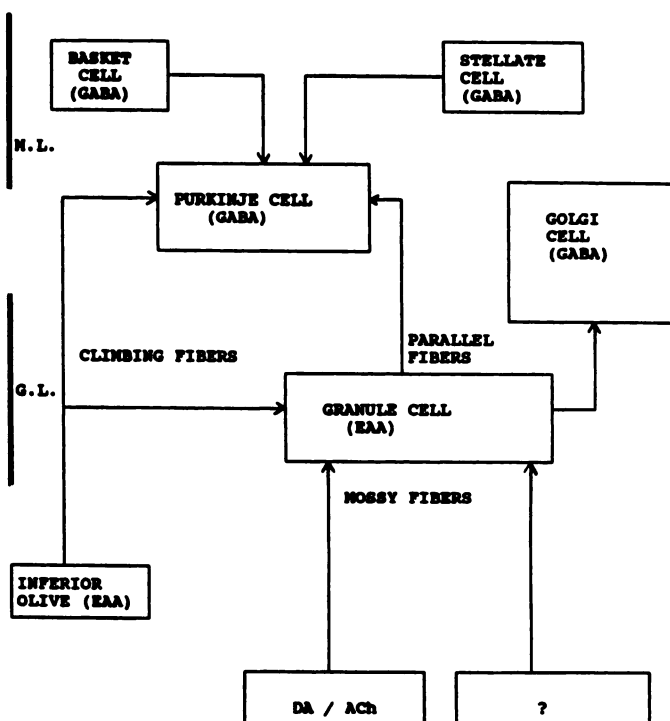 BASKET
CELL
(GABA)
STELLATE
CELL
(GABA)
M.L.
PURKINJE CELL
(GABA)
GOLGI
CELL
(GABA)
CLIMBING FIBERS
PARALLEL
FIBERS
G.L.
GRANULE CELL
(EAA)
MOSSY FIBERS
INFERIOR
OLIVE (EAA)
DA / ACh
?